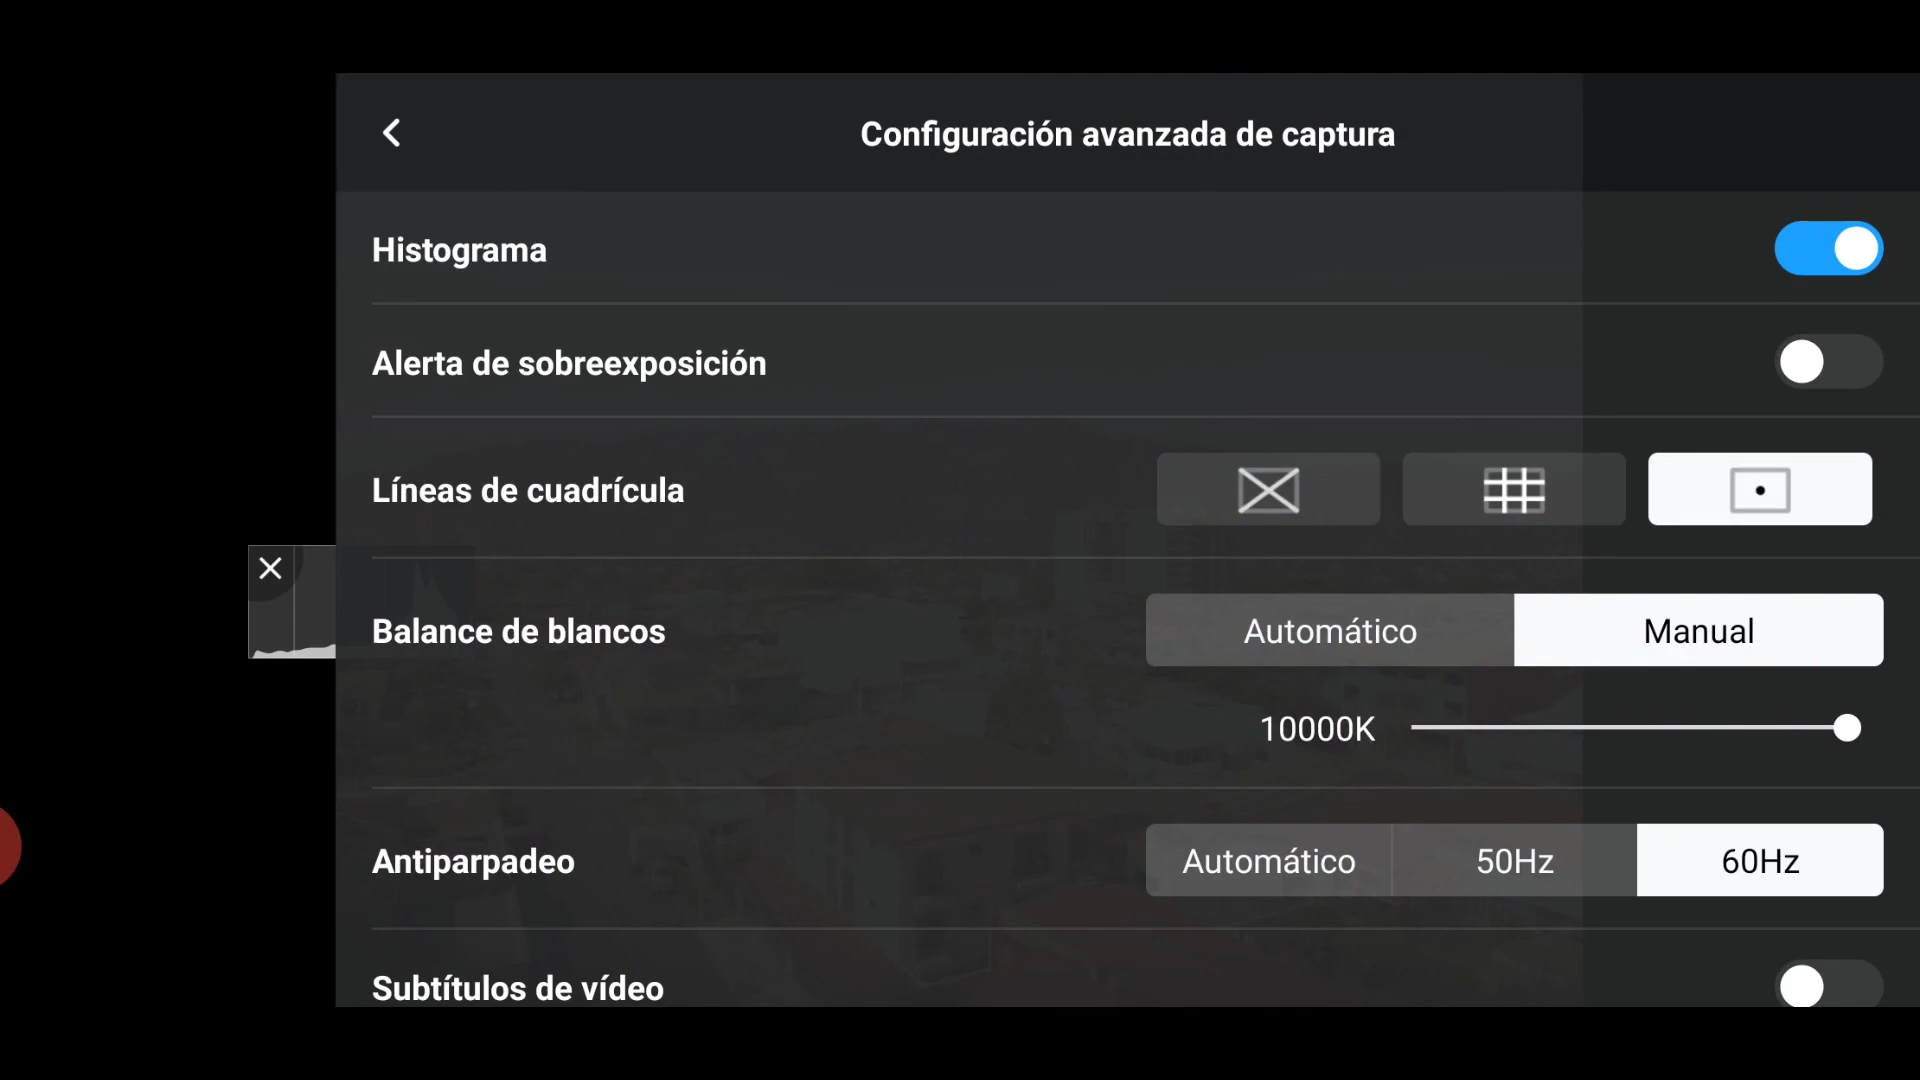 Configuración avanzada de captura
Histograma
Alerta de sobreexposición
Líneas de cuadrícula
Balance de blancos
Automático
Manual
10000K
Antiparpadeo
Automático
50Hz
60Hz
Subtítulos de vídeo